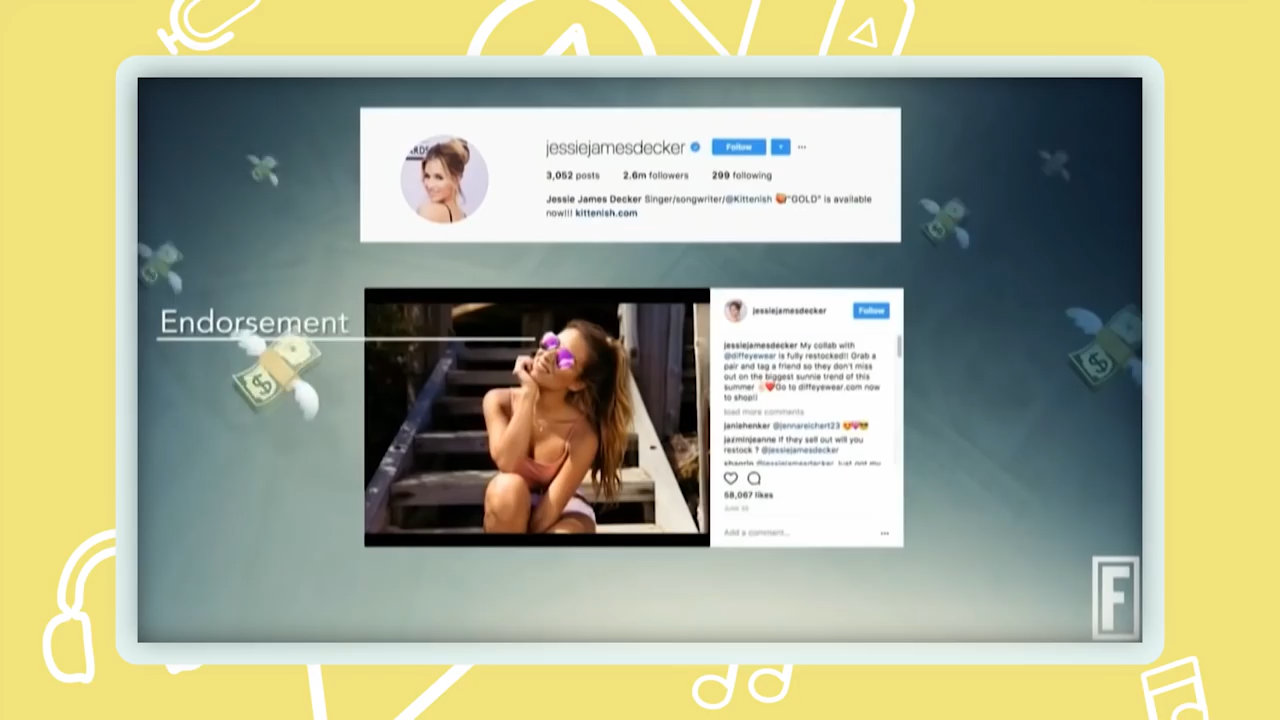 jessiejamesdecker Follow
3,052 posts 2.6m followers 299 following
Jessie James Decker Singer/songwriter/@Kittenish "GOLD" is available
now!!! kittenish.com
Endorsement
jessiejamesdecker Follow
jessiejamesdecker My collab with
@diffeyewear is fully restocked!! Grab a
pair and tag a friend so they don't miss
out on the biggest sunnie trend of this
summer Go to diffeyewear.com now
to shop!!
load more comments
janiehenker @jennareichert23
jazminjeanne If they sell out will you
restock ? @jessiejamesdecker
@jessiejamesdecker
58,067 likes
June
Add a comment...
F